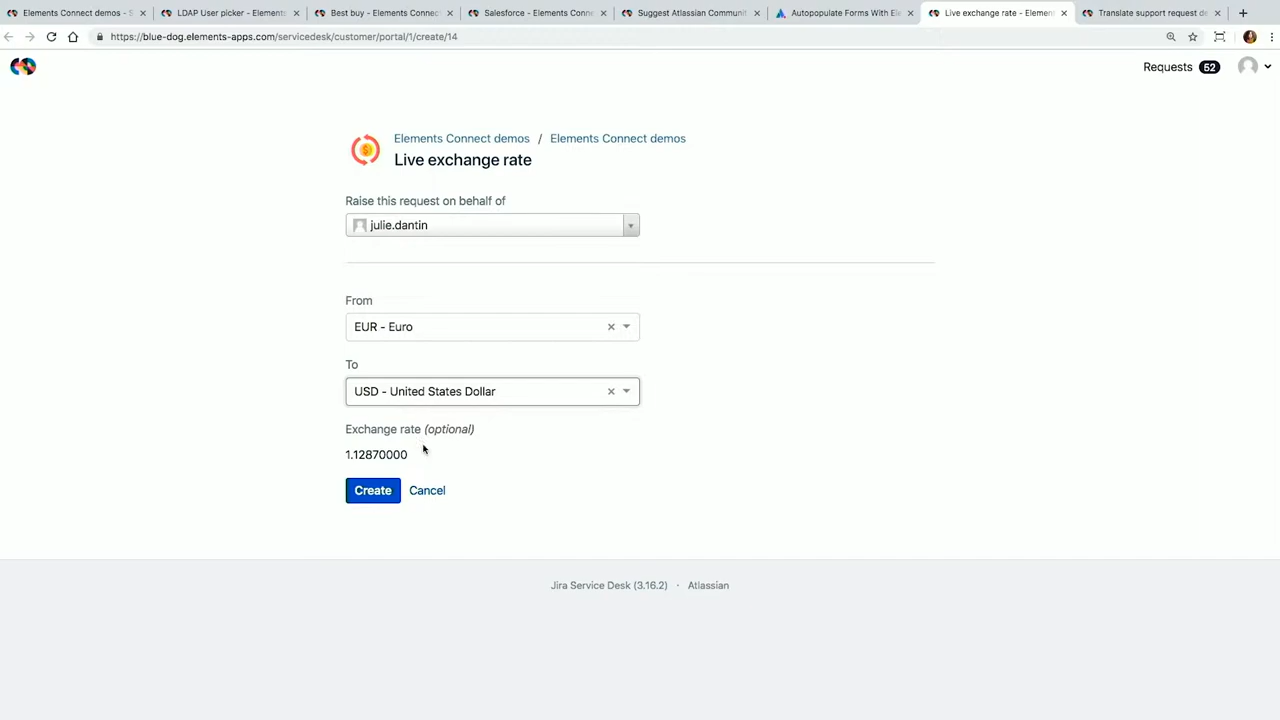 Elements Connect demos - S
LDAP User picker - Elements
Best buy - Elements Connec
Salesforce - Elements Conne
Suggest Atlassian Communit
Autopopulate Forms With Ele
Live exchange rate - Elemen
Translate support request de
https://blue-dog.elements-apps.com/servicedesk/customer/portal/1/create/14
Requests 52
Elements Connect demos / Elements Connect demos
Live exchange rate
Raise this request on behalf of
julie.dantin
From
EUR - Euro
To
USD - United States Dollar
Exchange rate (optional)
1.12870000
Create Cancel
Jira Service Desk (3.16.2) · Atlassian